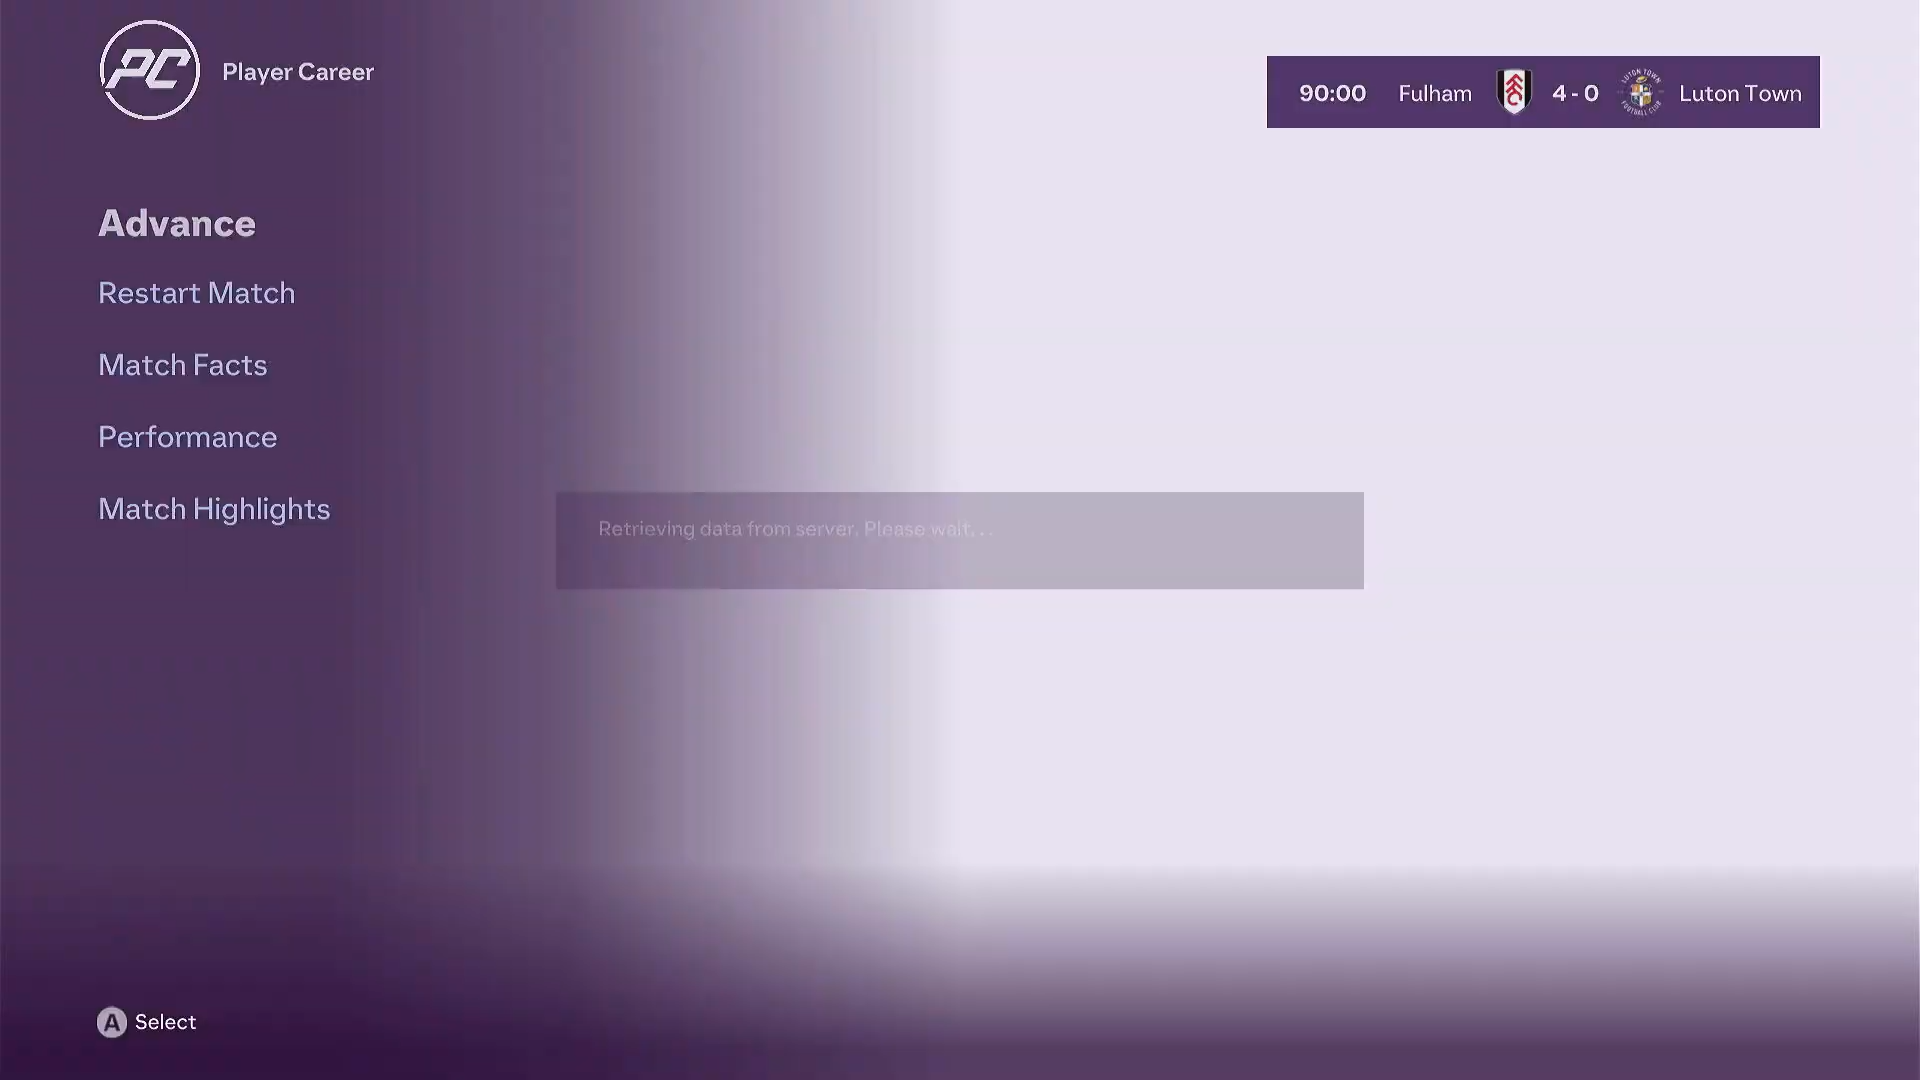 PC Player Career
90:00 Fulham 4 - 0 Luton Town
Advance
Restart Match
Match Facts
Performance
Match Highlights
Retrieving data from server. Please wait. . .
A Select